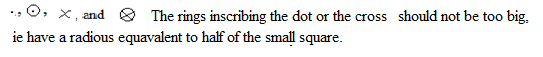 ·, ⊙, ×, and ⊗ The rings inscribing the dot or the cross should not be too big,
ie have a radious equavalent to half of the small square.